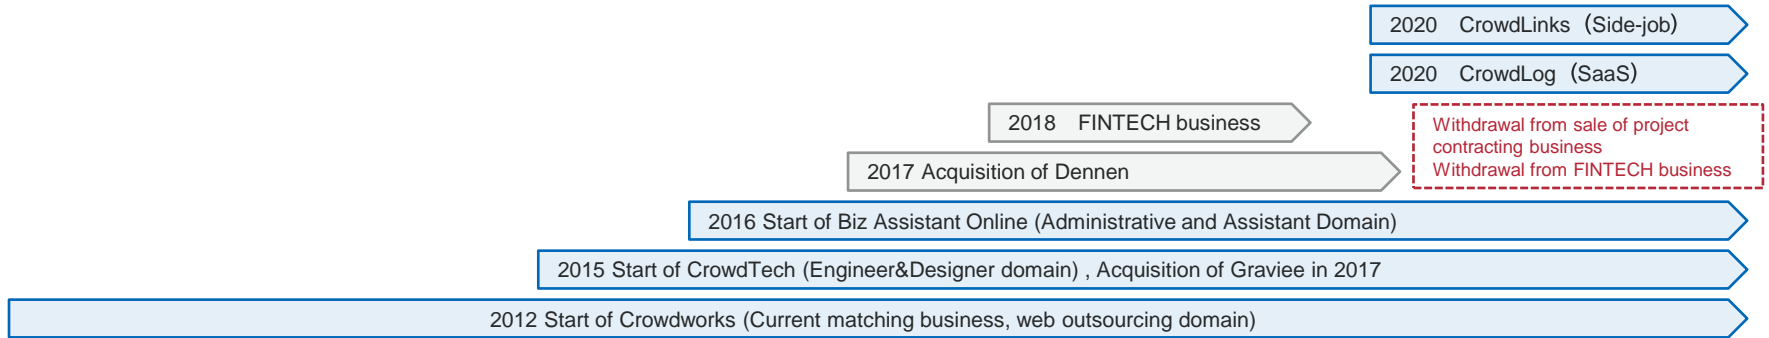 2020 CrowdLinks (Side-job)
2020 CrowdLog (SaaS)
2018 FINTECH business
Withdrawal from sale of project
contracting business
Withdrawal from FINTECH business
2017 Acquisition of Dennen
2016 Start of Biz Assistant Online (Administrative and Assistant Domain)
2015 Start of CrowdTech (Engineer&Designer domain) , Acquisition of Graviee in 2017
2012 Start of Crowdworks (Current matching business, web outsourcing domain)